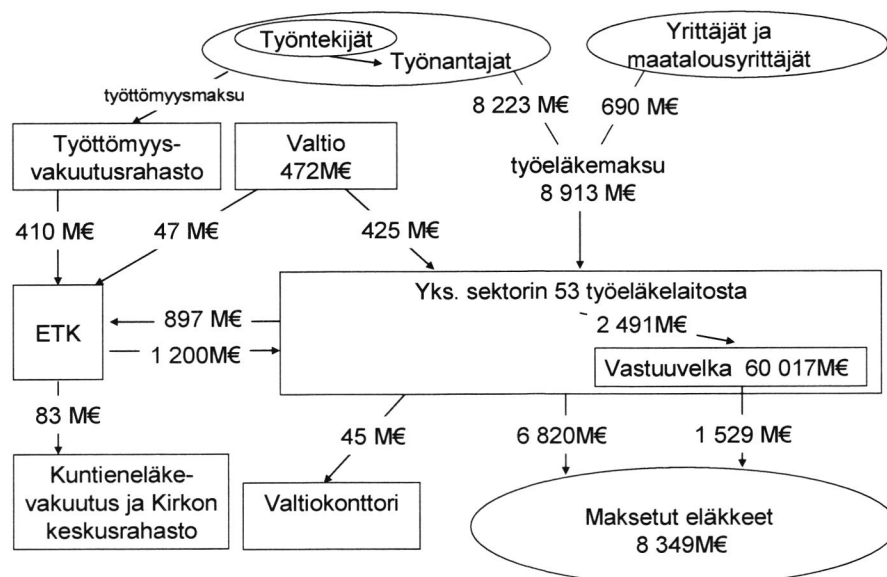 Työntekijät
Työnantajat
Yrittäjät ja
maatalousyrittäjät
työttömyysmaksu
8 223 M€
690 M€
Työttömyys-
vakuutusrahasto
Valtio
472M€
työeläkemaksu
8 913 M€
410 M€
47 M€
425 M€
Yks. sektorin 53 työeläkelaitosta
ETK
897 M€
1 200M€
2 491M€
Vastuuvelka 60 017M€
83 M€
45 M€
6 820M€
1 529 M€
Kuntieneläke-
vakuutus ja Kirkon
keskusrahasto
Valtiokonttori
Maksetut eläkkeet
8 349M€